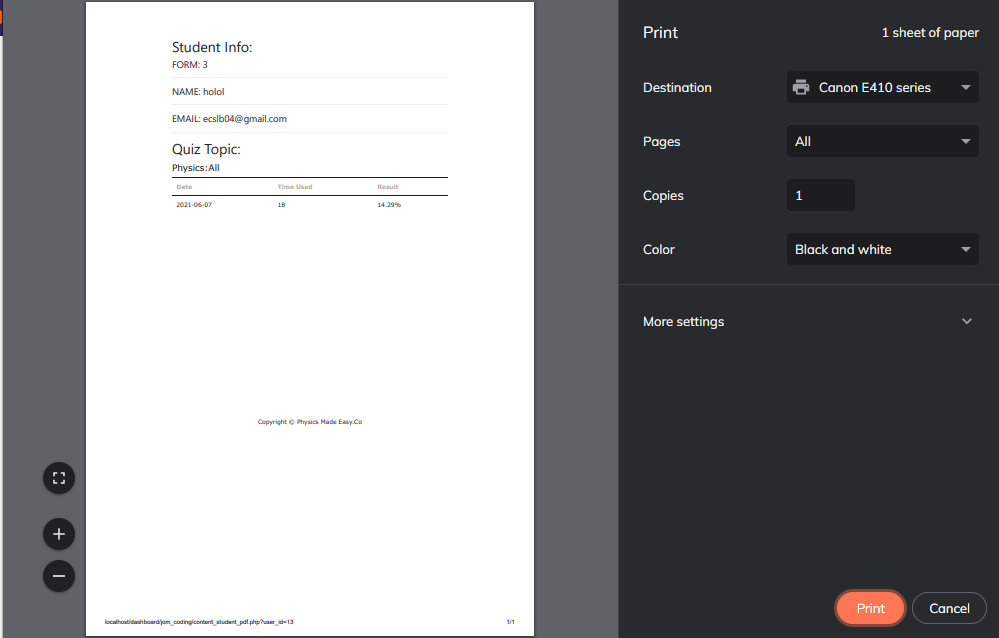 Student Info:
FORM: 3
NAME: holol
EMAIL: ecslb04@gmail.com
Quiz Topic:
Physics:All
Date Time Used Result
2021-06-07 18 14.29%
Copyright © Physics Made Easy.Co
localhost/dashboard/jom_coding/content_student_pdf.php?user_id=13 1/1
Print 1 sheet of paper
Destination Canon E410 series
Pages All
Copies 1
Color Black and white
More settings
Print Cancel